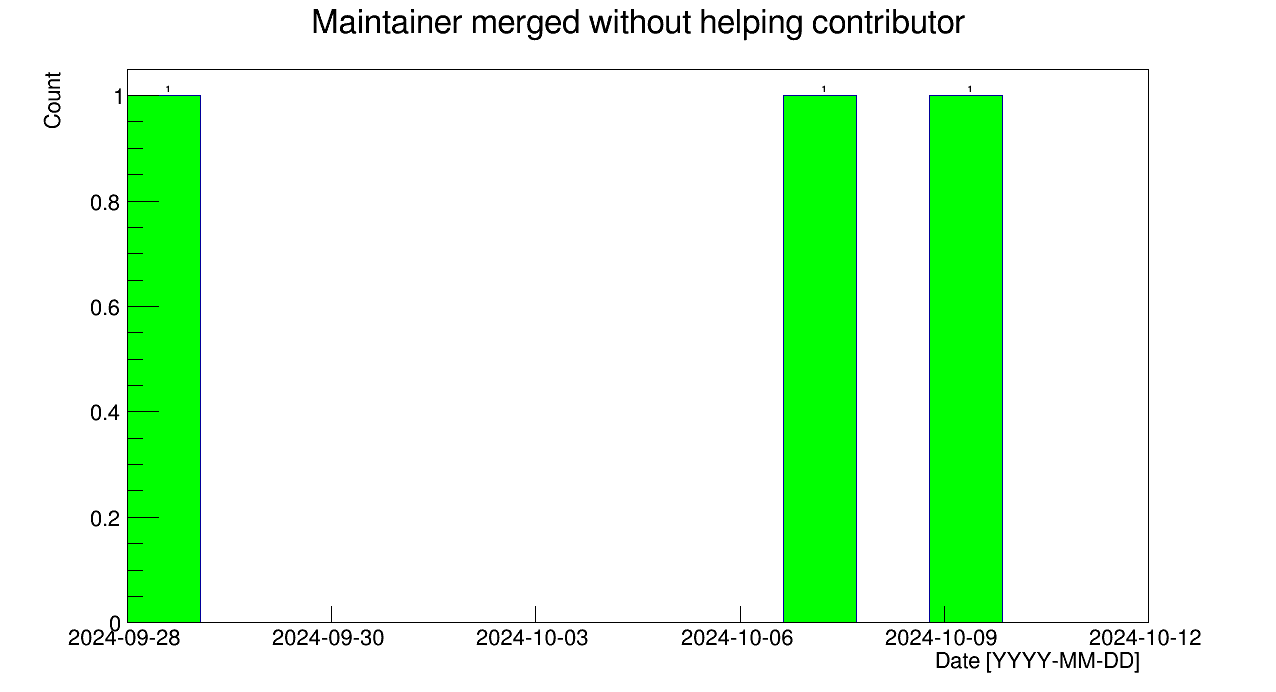 Maintainer merged without helping contributor
Count
1 1 1
1
0.8
0.6
0.4
0.2
0
2024-09-28 2024-09-30 2024-10-03 2024-10-06 2024-10-09 2024-10-12
Date [YYYY-MM-DD]